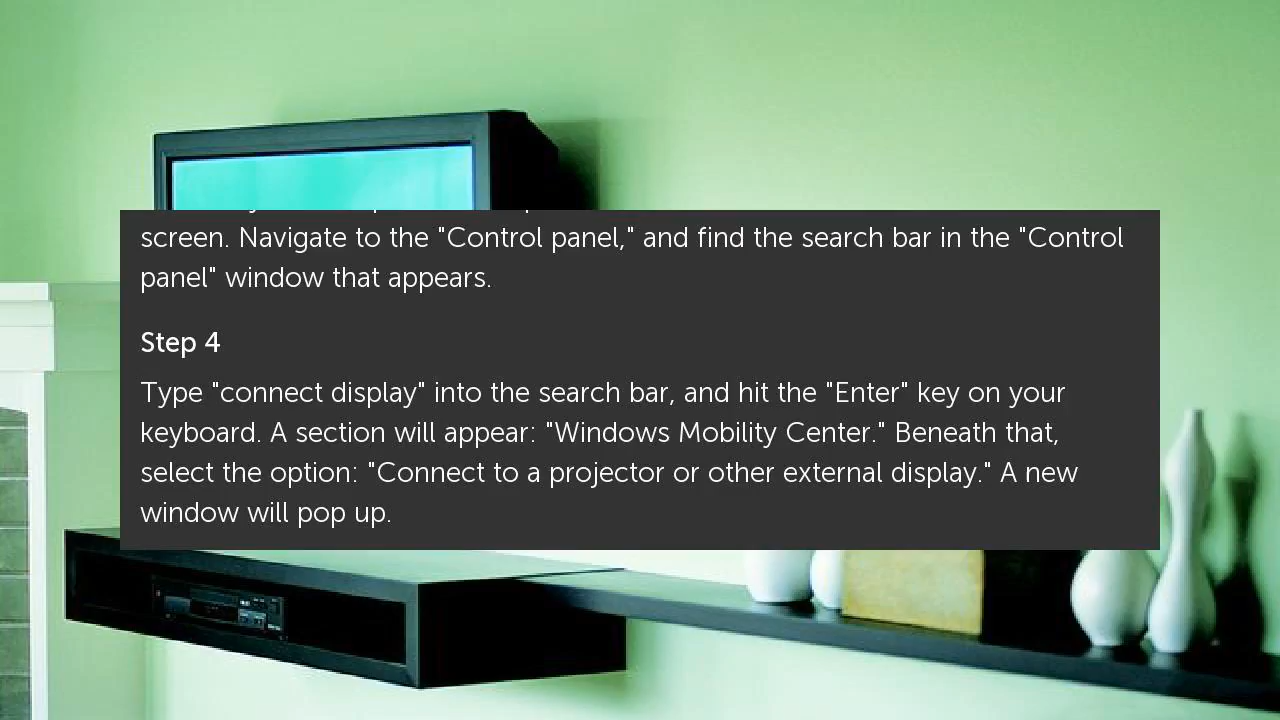 screen. Navigate to the "Control panel," and find the search bar in the "Control
panel" window that appears.
Step 4
Type "connect display" into the search bar, and hit the "Enter" key on your
keyboard. A section will appear: "Windows Mobility Center." Beneath that,
select the option: "Connect to a projector or other external display." A new
window will pop up.